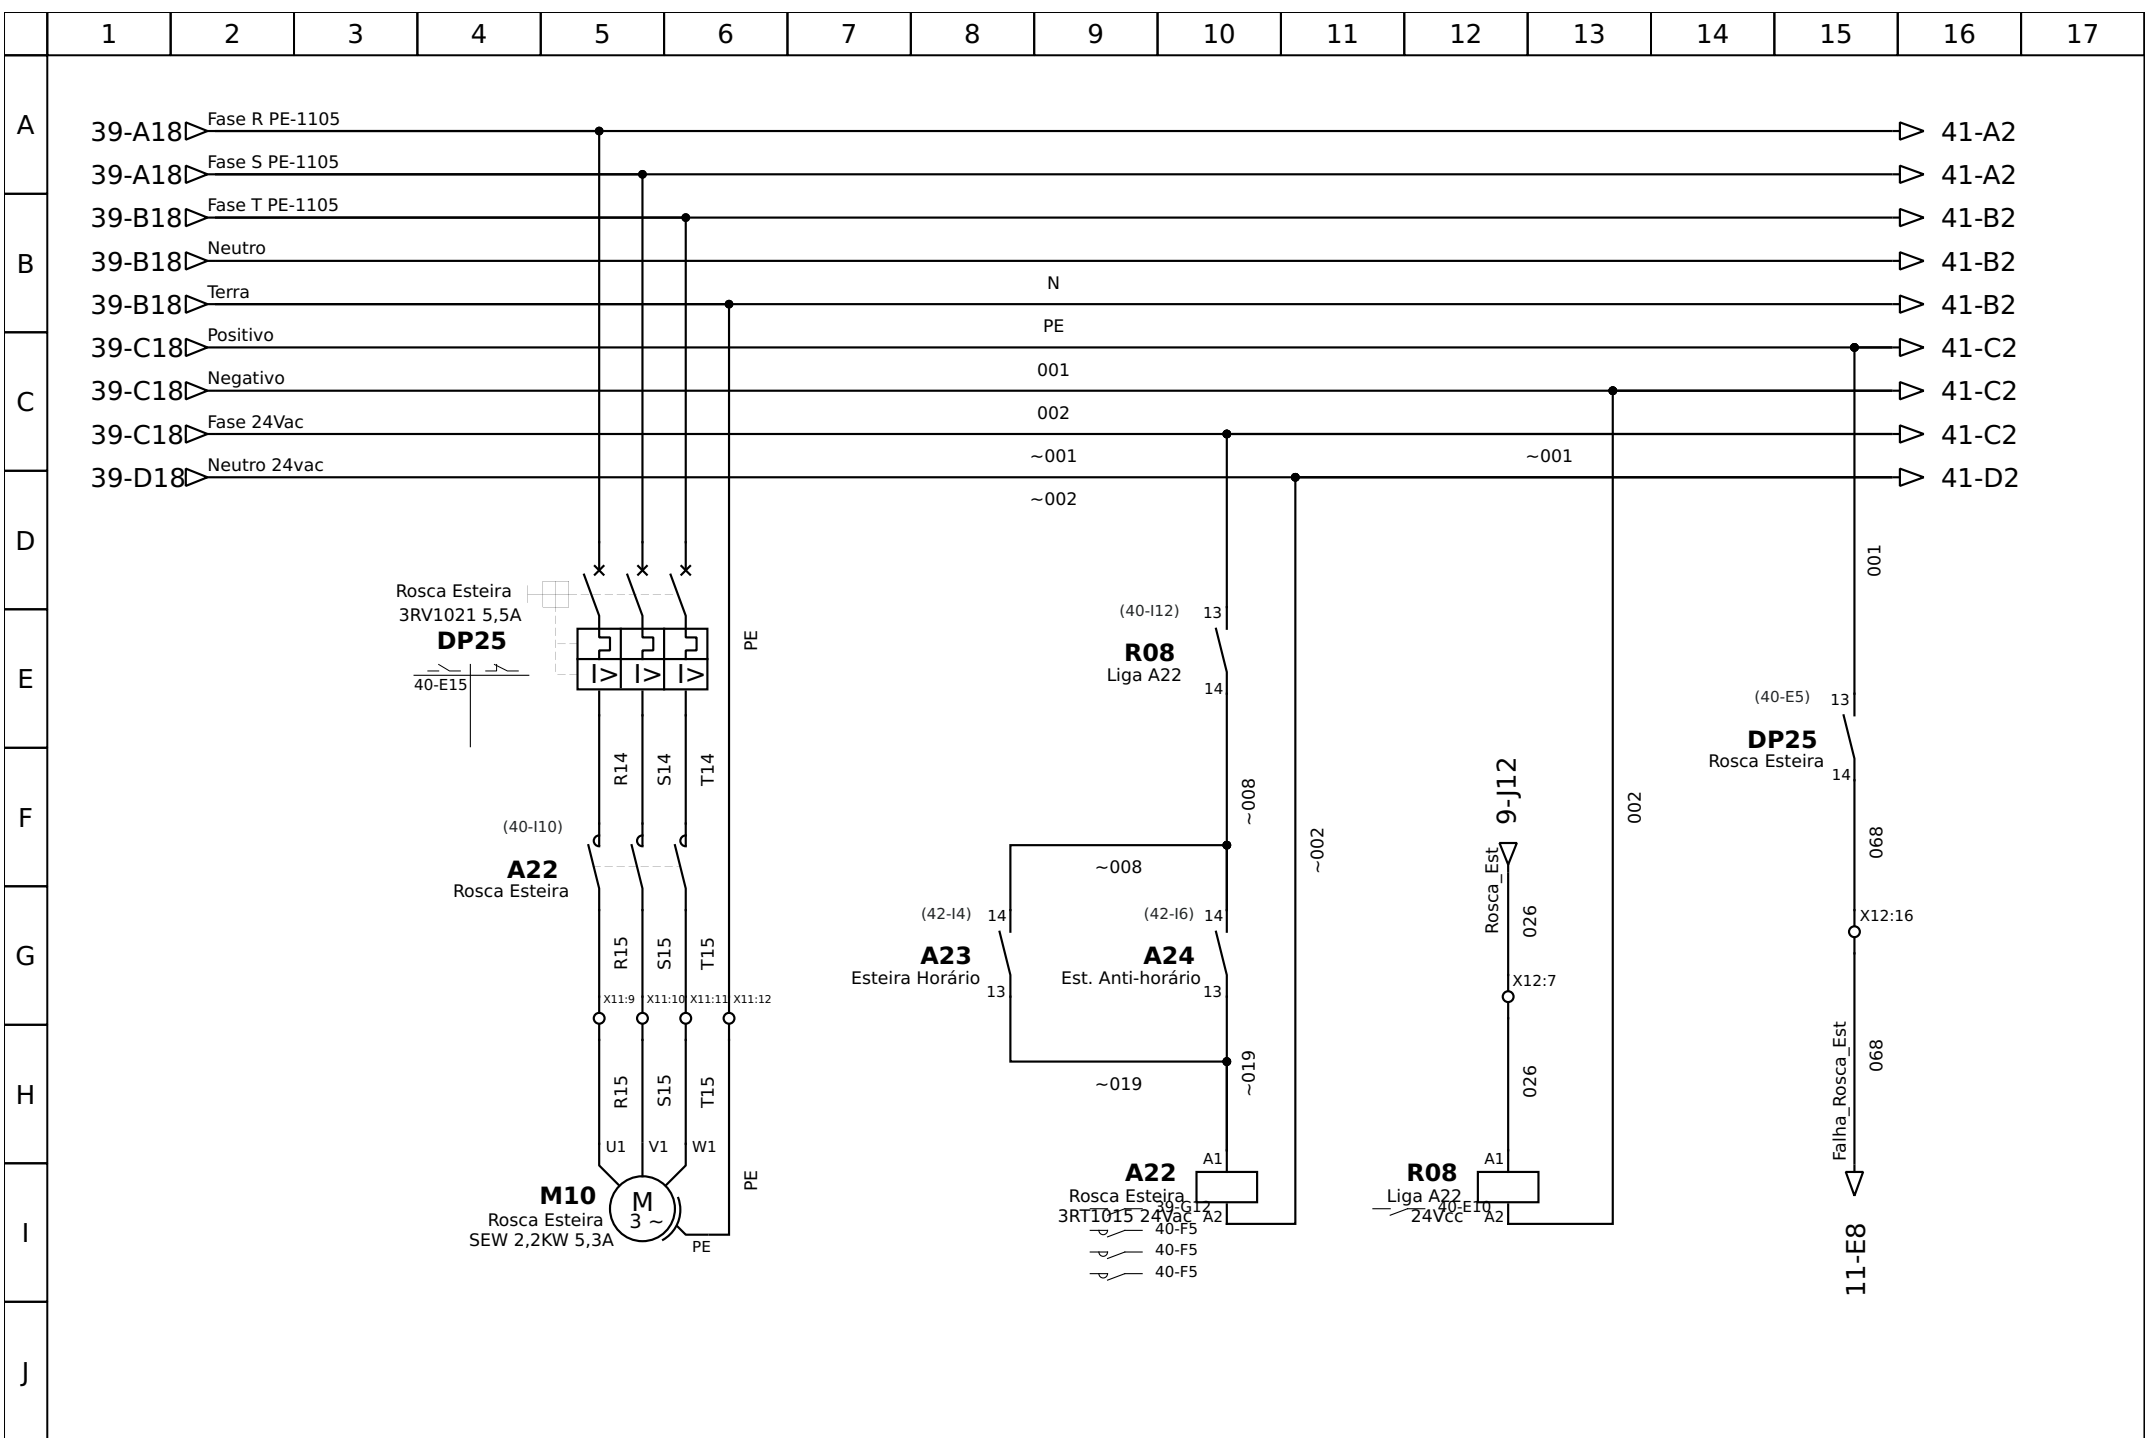 1 2 3 4 5 6 7 8 9 10 11 12 13 14 15 16 17
A
39-A18 Fase R PE-1105 41-A2
39-A18 Fase S PE-1105 41-A2
B
39-B18 Fase T PE-1105 41-B2
39-B18 Neutro 41-B2
N
39-B18 Terra 41-B2
PE
C
39-C18 Positivo 41-C2
001
39-C18 Negativo 41-C2
002
39-C18 Fase 24Vac 41-C2
~001 ~001
39-D18 Neutro 24vac 41-D2
~002
D
E
F
G
H
I
J
Rosca Esteira
3RV1021 5,5A
DP25
40-E15
I> I> I>
PE
R14 S14 T14
(40-I10)
A22
Rosca Esteira
R15 S15 T15
X11:9 X11:10 X11:11 X11:12
R15 S15 T15
U1 V1 W1
PE
M10
Rosca Esteira
SEW 2,2KW 5,3A
M
3 ~
PE
(40-I12) 13
R08
Liga A22
14
~008
~008
~002
(42-I4) 14
A23
Esteira Horário
13
(42-I6) 14
A24
Est. Anti-horário
13
~019
~019
A1
A22
Rosca Esteira
39-G12
3RT1015 24Vac A2
40-F5
40-F5
40-F5
9-J12
Rosca_Est
026
X12:7
026
A1
R08
Liga A22
40-E10
24Vcc A2
002
001
(40-E5) 13
DP25
Rosca Esteira
14
068
X12:16
068
Falha_Rosca_Est
11-E8